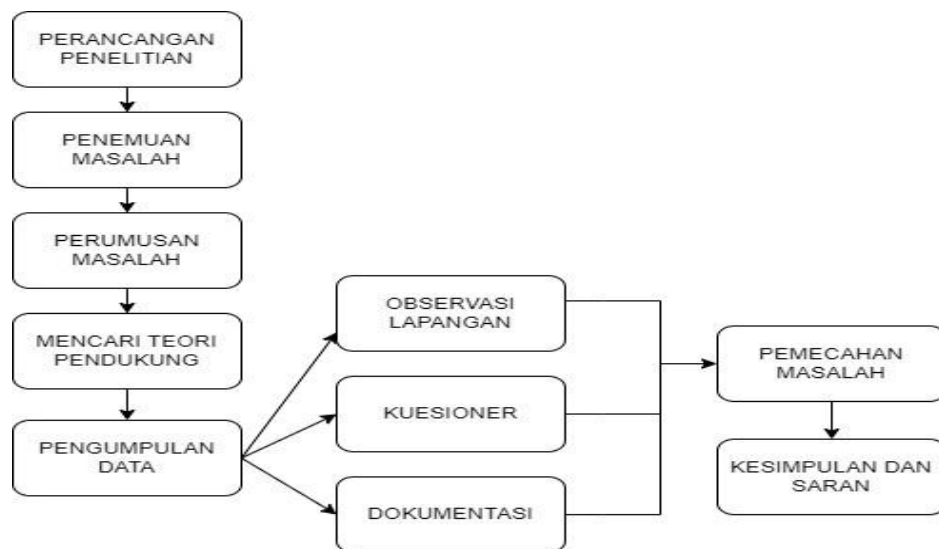 PERANCANGAN
PENELITIAN
PENEMUAN
MASALAH
PERUMUSAN
MASALAH
MENCARI TEORI
PENDUKUNG
PENGUMPULAN
DATA
OBSERVASI
LAPANGAN
KUESIONER
DOKUMENTASI
PEMECAHAN
MASALAH
KESIMPULAN DAN
SARAN